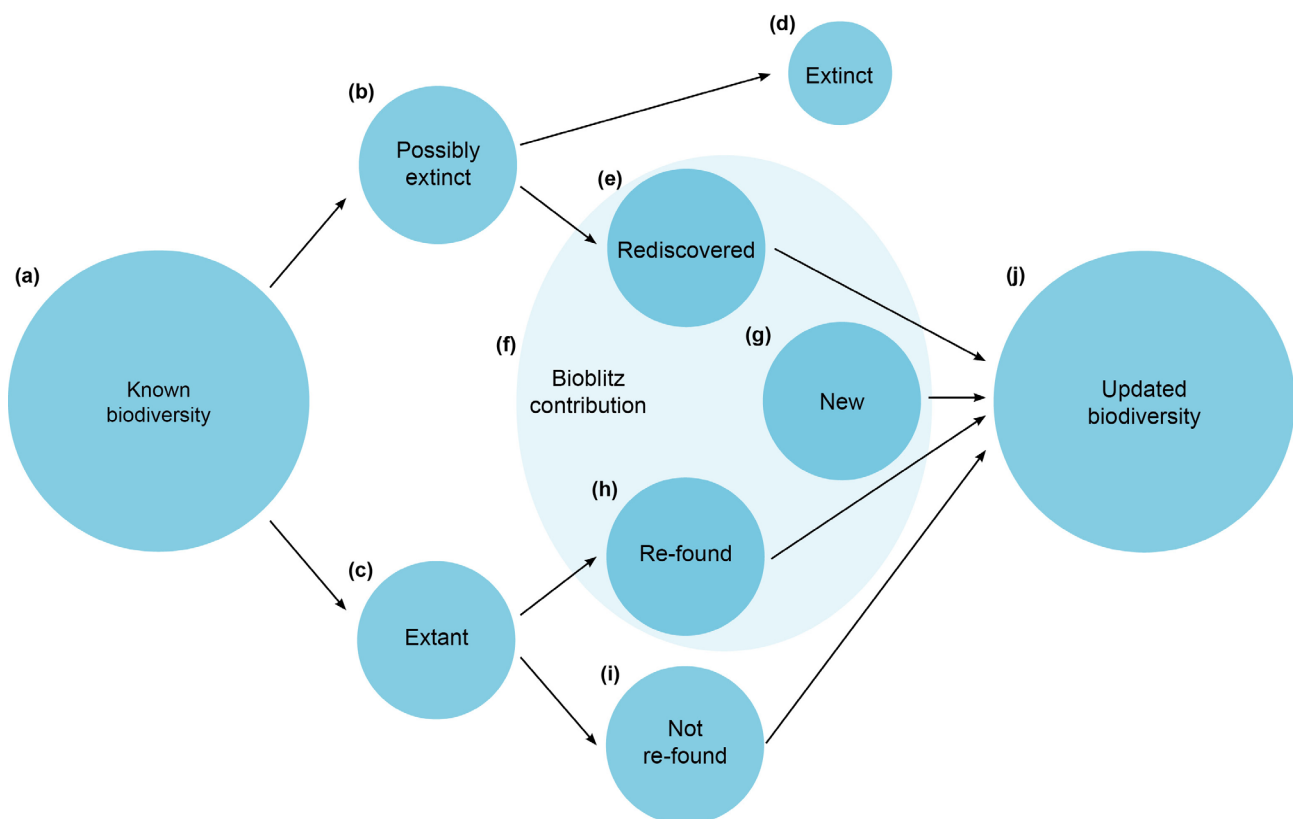 (a)
Known
biodiversity
(b)
Possibly
extinct
(c)
Extant
(d)
Extinct
(e)
Rediscovered
(f)
Bioblitz
contribution
(g)
New
(h)
Re-found
(i)
Not
re-found
(j)
Updated
biodiversity